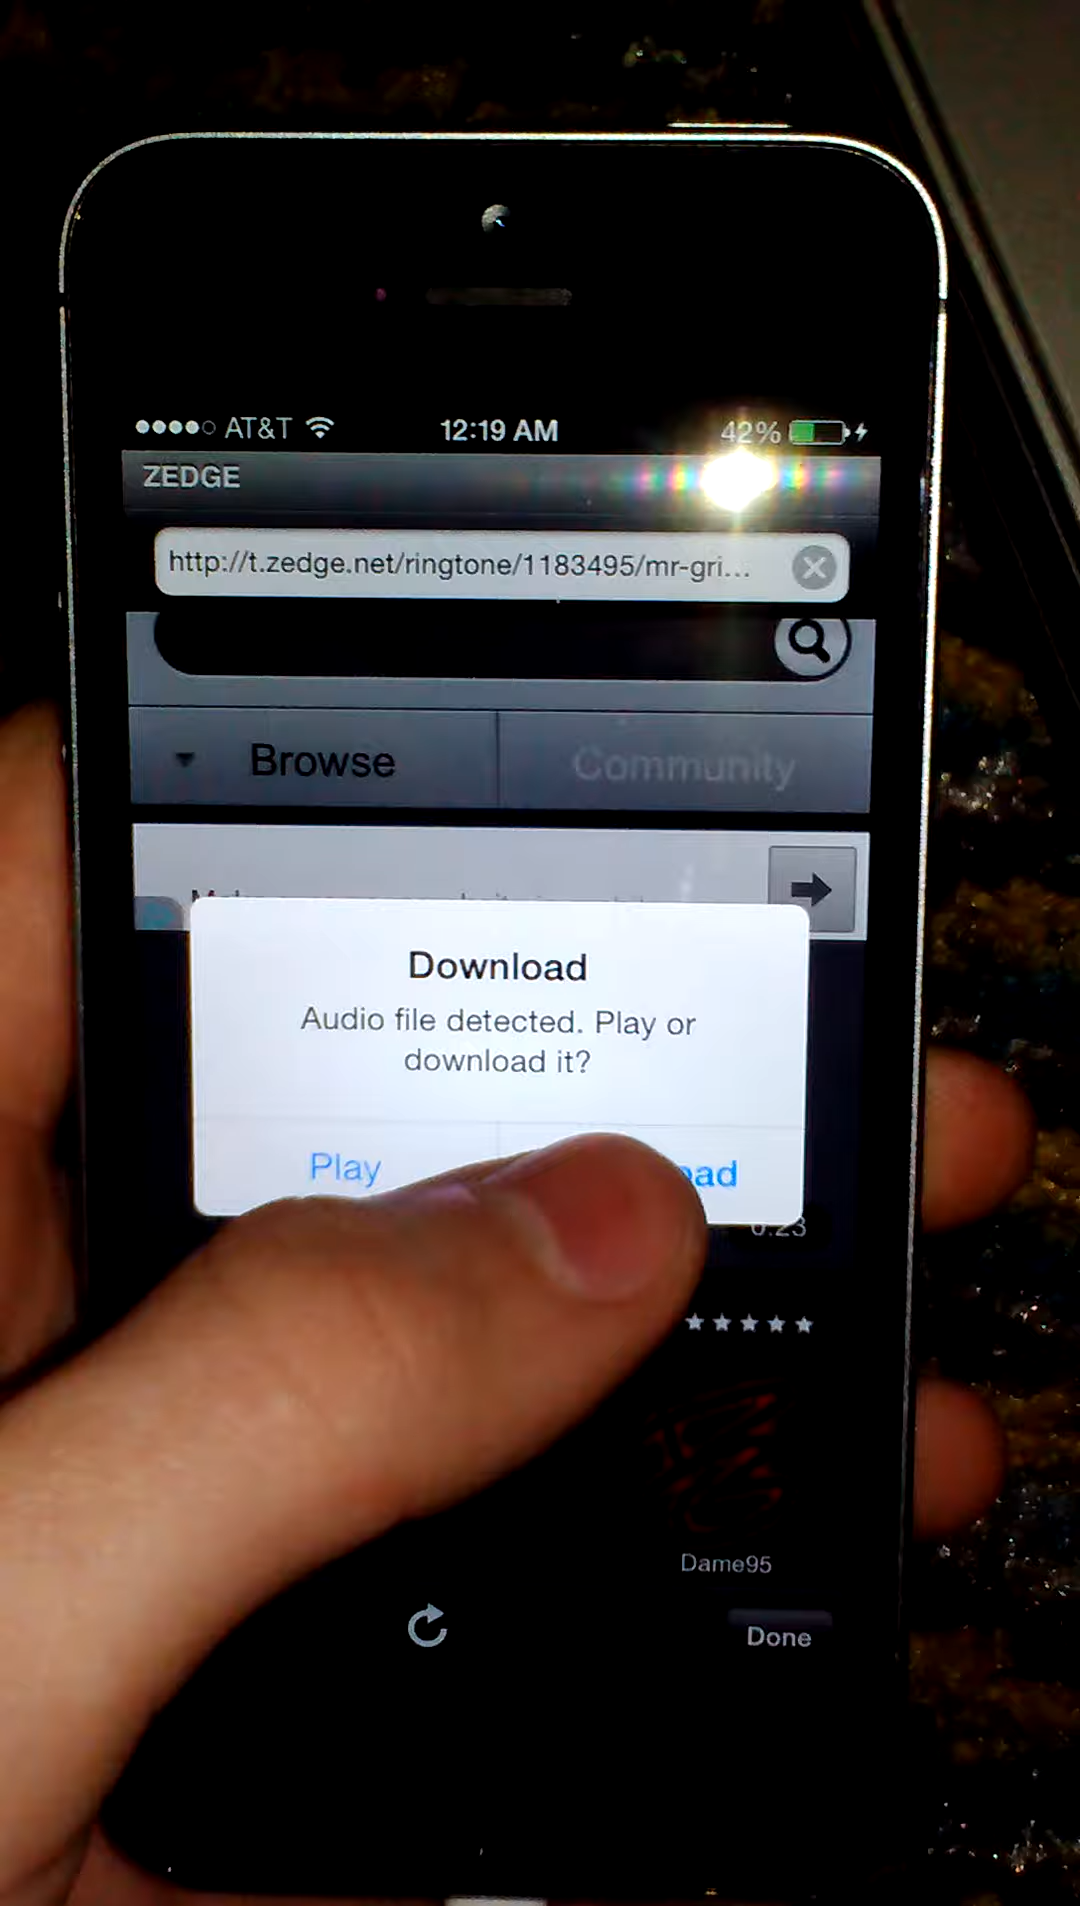 AT&T 12:19 AM 42%
ZEDGE
http://t.zedge.net/ringtone/1183495/mr-gri...
Browse Community
Download
Audio file detected. Play or
download it?
Play oad
0:23
Dame95
Done